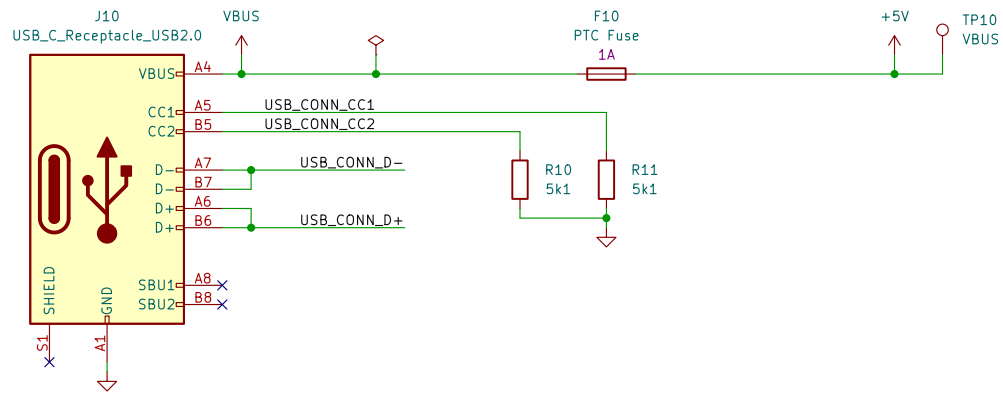 J10
USB_C_Receptacle_USB2.0
VBUS
F10
PTC Fuse
1A
+5V
TP10
VBUS
VBUS A4
CC1 A5
USB_CONN_CC1
CC2 B5
USB_CONN_CC2
D- A7
USB_CONN_D-
D- B7
D+ A6
D+ B6
USB_CONN_D+
R10
5k1
R11
5k1
SBU1 A8
SBU2 B8
SHIELD
GND
S1
A1